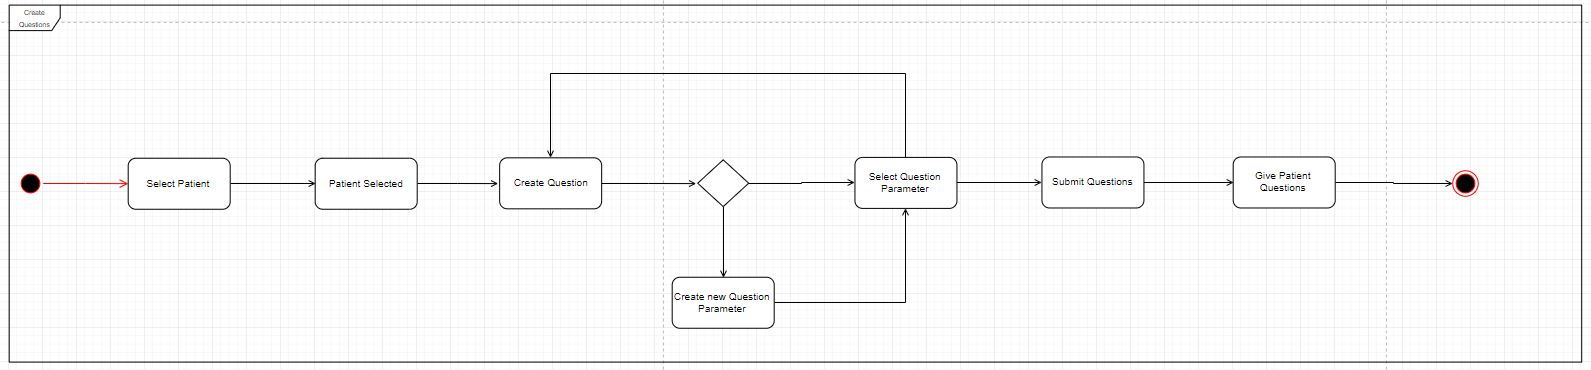 Create
Questions
Select Patient
Patient Selected
Create Question
Select Question
Parameter
Submit Questions
Give Patient
Questions
Create new Question
Parameter